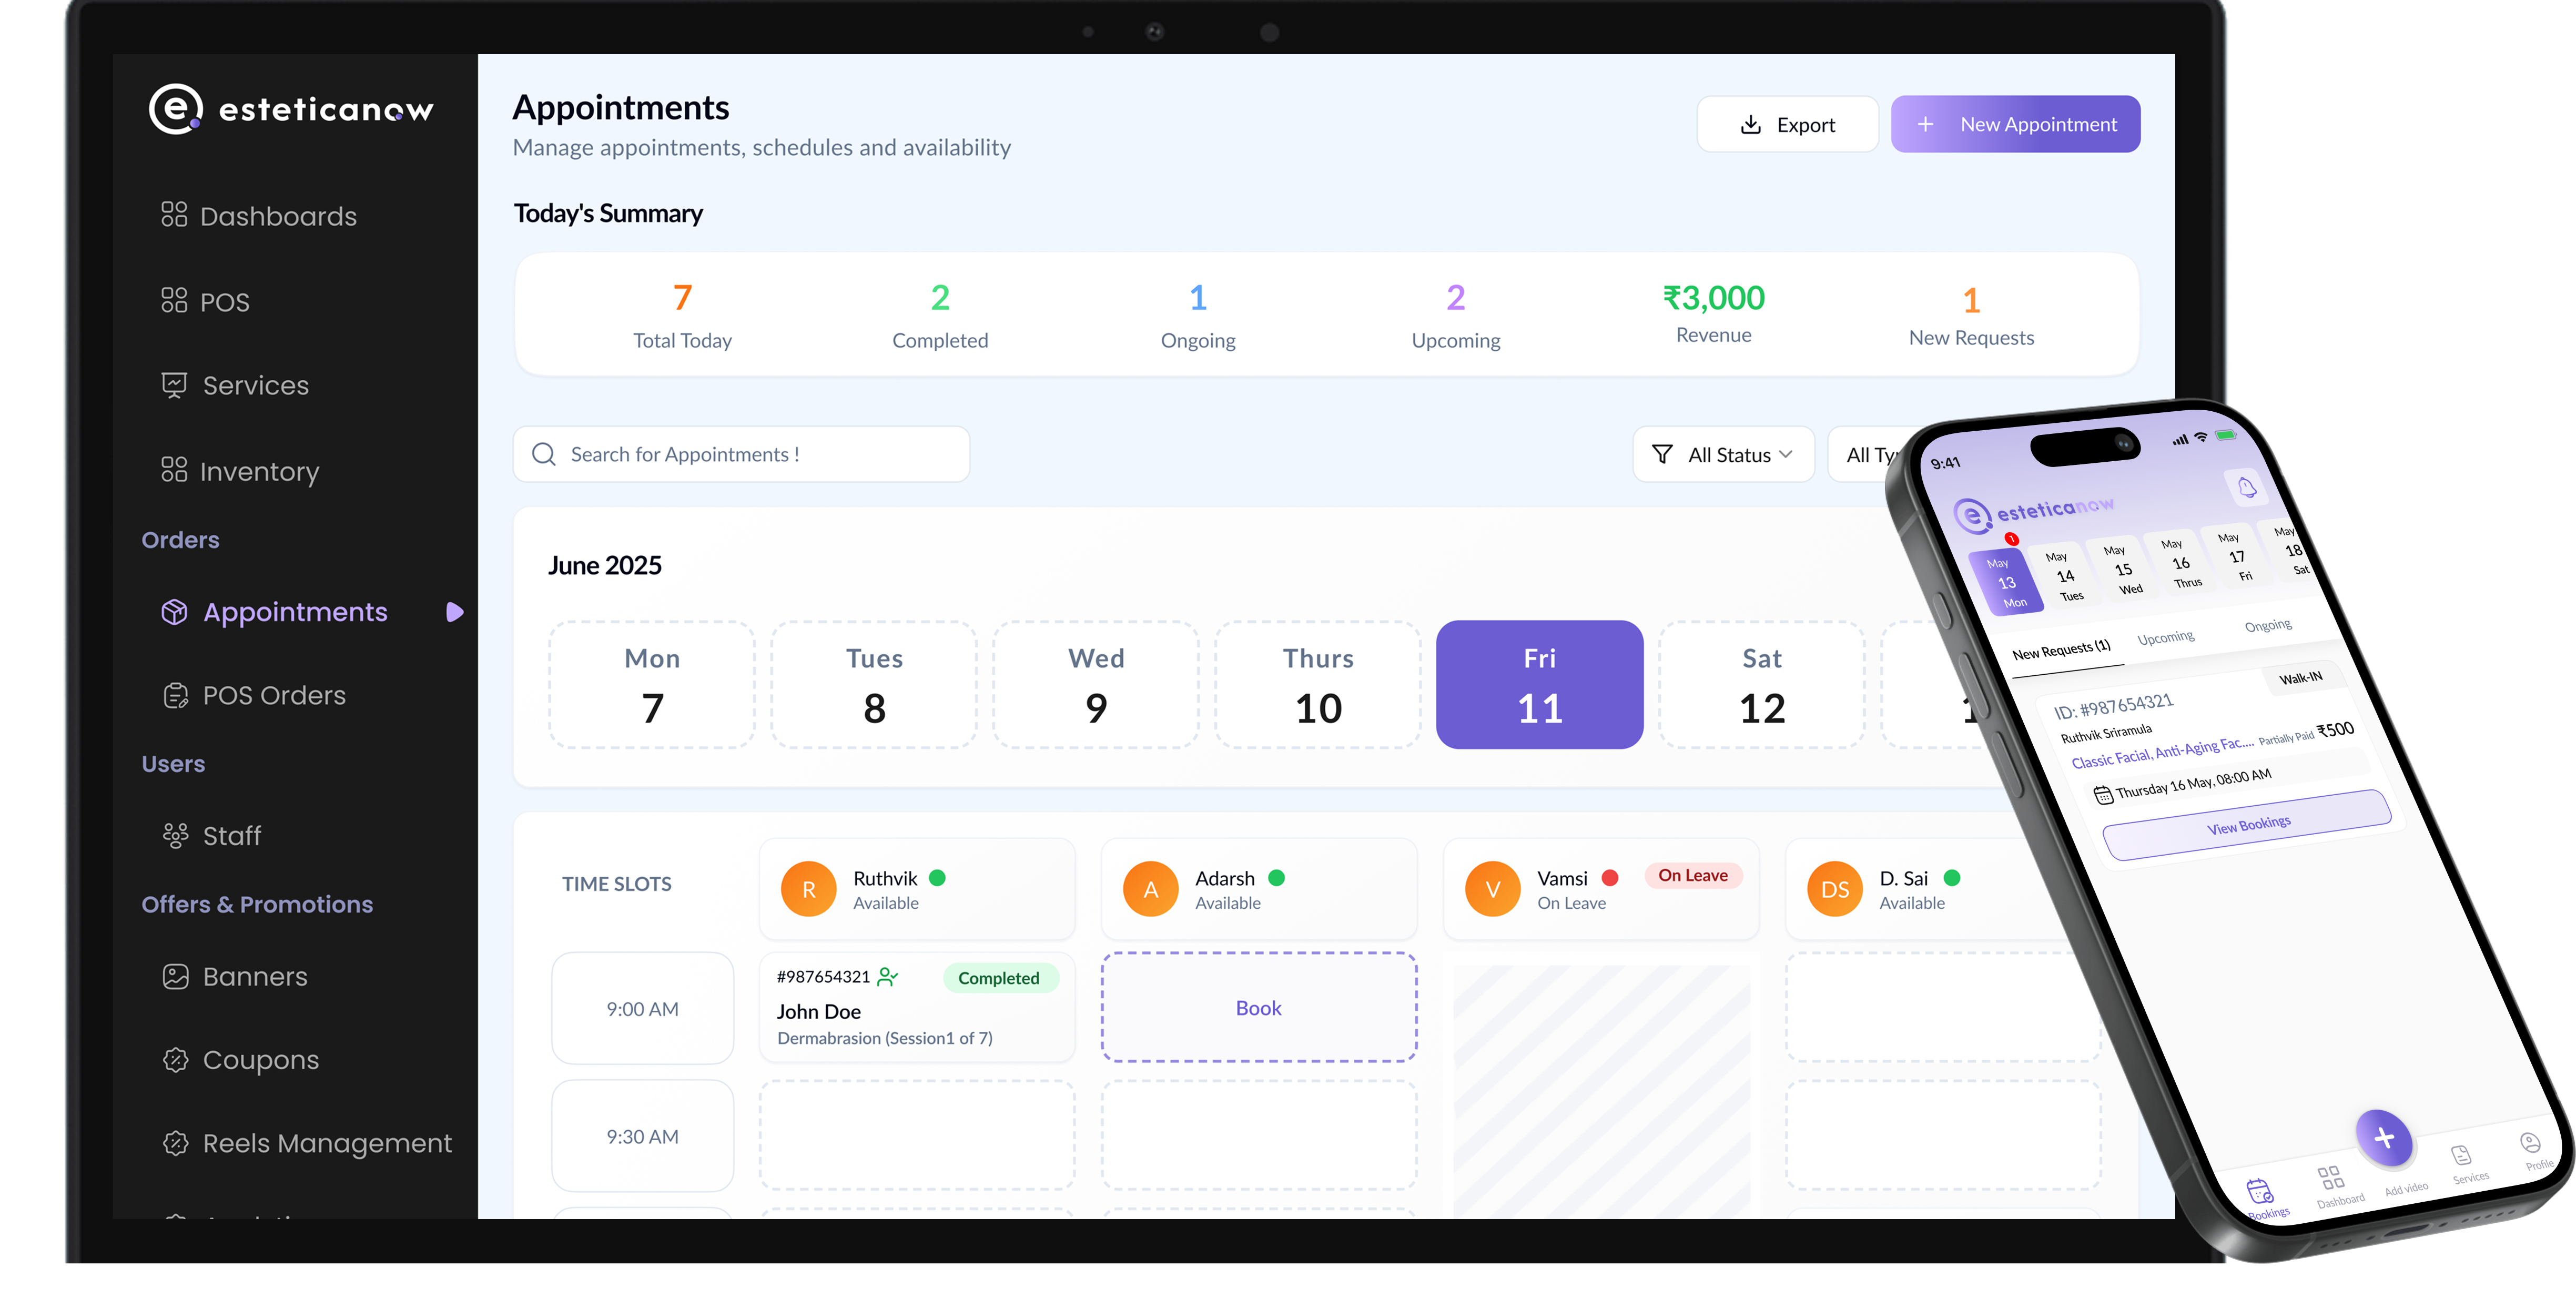 esteticanow
Dashboards
POS
Services
Inventory
Orders
Appointments
POS Orders
Users
Staff
Offers & Promotions
Banners
Coupons
Reels Management
Appointments
Manage appointments, schedules and availability
Export
+ New Appointment
Today's Summary
7
Total Today
2
Completed
1
Ongoing
2
Upcoming
₹3,000
Revenue
1
New Requests
Search for Appointments !
All Status
All
June 2025
Mon
7
Tues
8
Wed
9
Thurs
10
Fri
11
Sat
12
TIME SLOTS
R
Ruthvik
Available
A
Adarsh
Available
V
Vamsi
On Leave
On Leave
DS
D. Sai
Available
9:00 AM
#987654321
Completed
John Doe
Dermabrasion (Session1 of 7)
Book
9:30 AM
9:41
esteticanow
1
May
13
Mon
May
14
Tues
May
15
Wed
May
16
Thrus
May
17
Fri
May
18
Sat
New Requests (1)
Upcoming
Ongoing
Walk-IN
ID: #987654321
Ruthvik Sriramula
Classic Facial, Anti-Aging Fac.... Partially Paid ₹500
Thursday 16 May, 08:00 AM
View Bookings
Bookings
Dashboard
Add video
Services
Profile